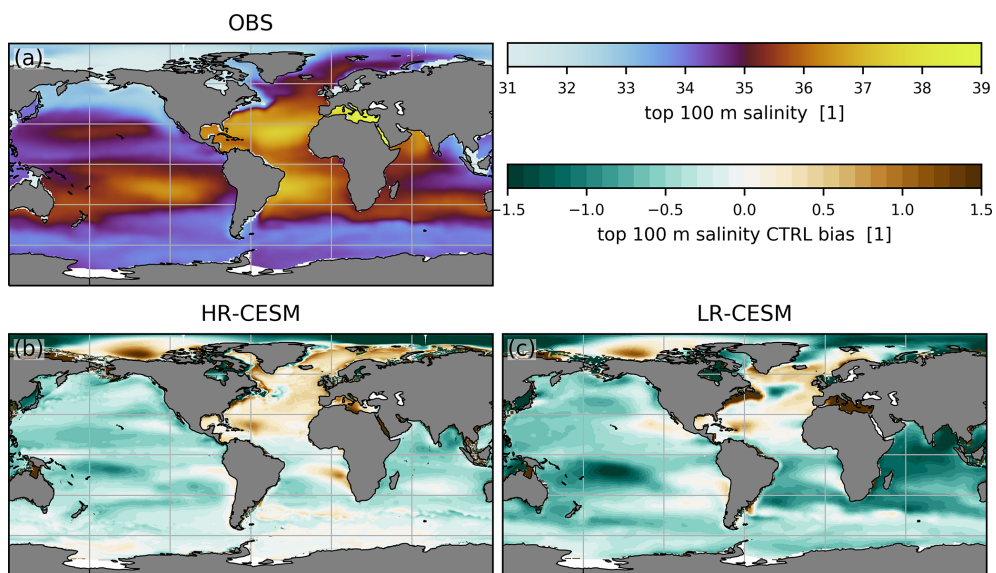 OBS
(a)
31 32 33 34 35 36 37 38 39
top 100 m salinity [1]
−1.5 −1.0 −0.5 0.0 0.5 1.0 1.5
top 100 m salinity CTRL bias [1]
HR-CESM
LR-CESM
(b)
(c)